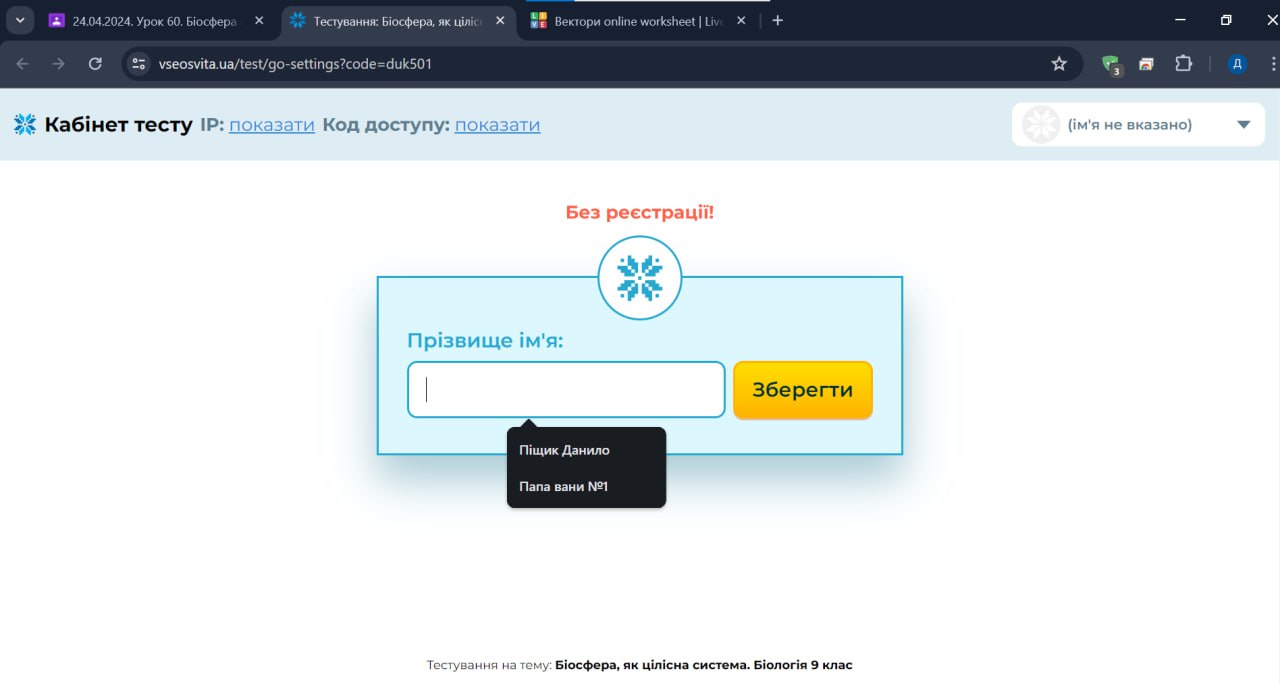 24.04.2024. Урок 60. Біосфера
Тестування: Біосфера, як цілісн
LIVE
Вектори online worksheet | Live
vseosvita.ua/test/go-settings?code=duk501
3
Д
Кабінет тесту IP: показати Код доступу: показати
(ім'я не вказано)
Без реєстрації!
Прізвище ім'я:
Зберегти
Піщик Данило
Папа вани №1
Тестування на тему: Біосфера, як цілісна система. Біологія 9 клас